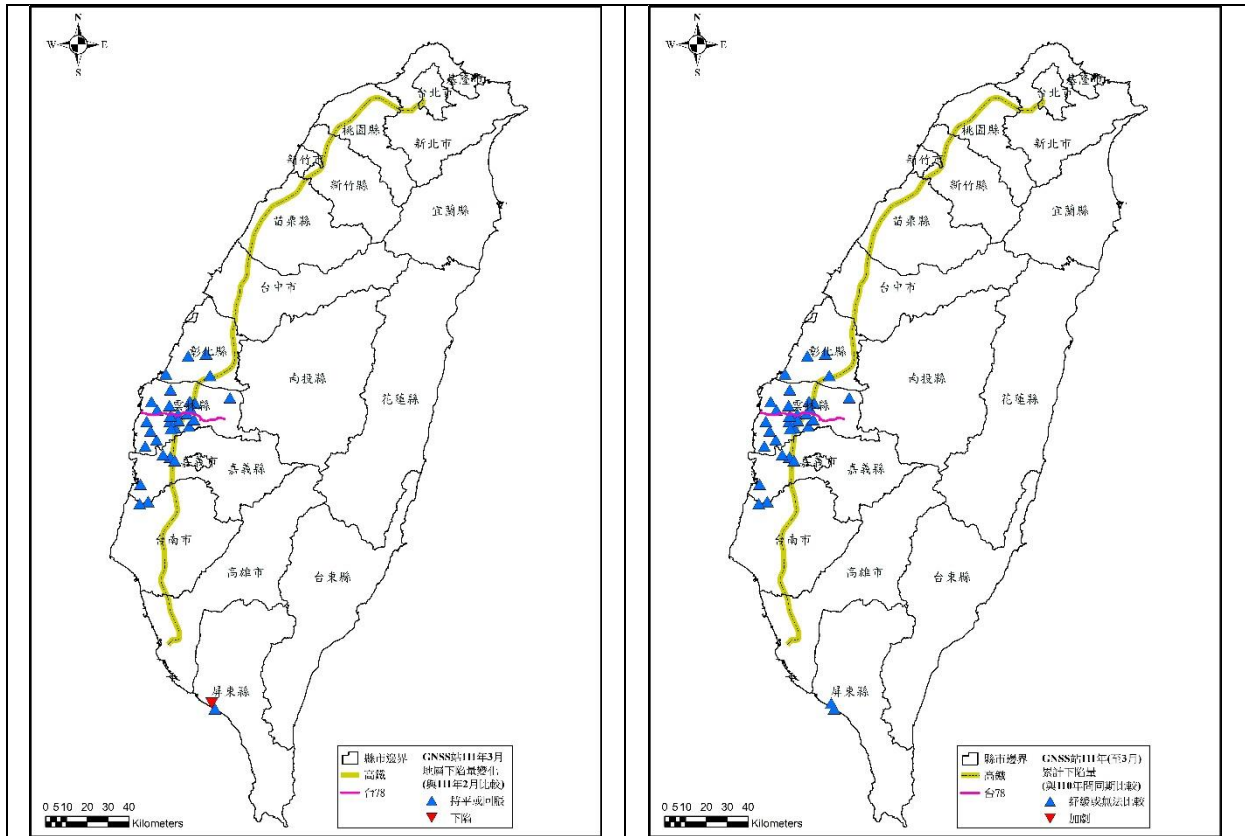 N
W E
S
基隆市
台北市
桃園縣
新北市
新竹市
新竹縣
宜蘭縣
苗栗縣
台中市
彰化縣
南投縣
花蓮縣
雲林縣
嘉義市
嘉義縣
台南市
高雄市
台東縣
屏東縣
縣市邊界
高鐵
台78
GNSS站111年3月
地層下陷量變化
(與111年2月比較)
持平或回脹
下陷
0 5 10 20 30 40
Kilometers
N
W E
S
基隆市
台北市
桃園縣
新北市
新竹市
新竹縣
宜蘭縣
苗栗縣
台中市
彰化縣
南投縣
花蓮縣
雲林縣
嘉義市
嘉義縣
台南市
高雄市
台東縣
屏東縣
縣市邊界
高鐵
台78
GNSS站111年(至3月)
累計下陷量
(與110年間同期比較)
舒緩或無法比較
加劇
0 5 10 20 30 40
Kilometers